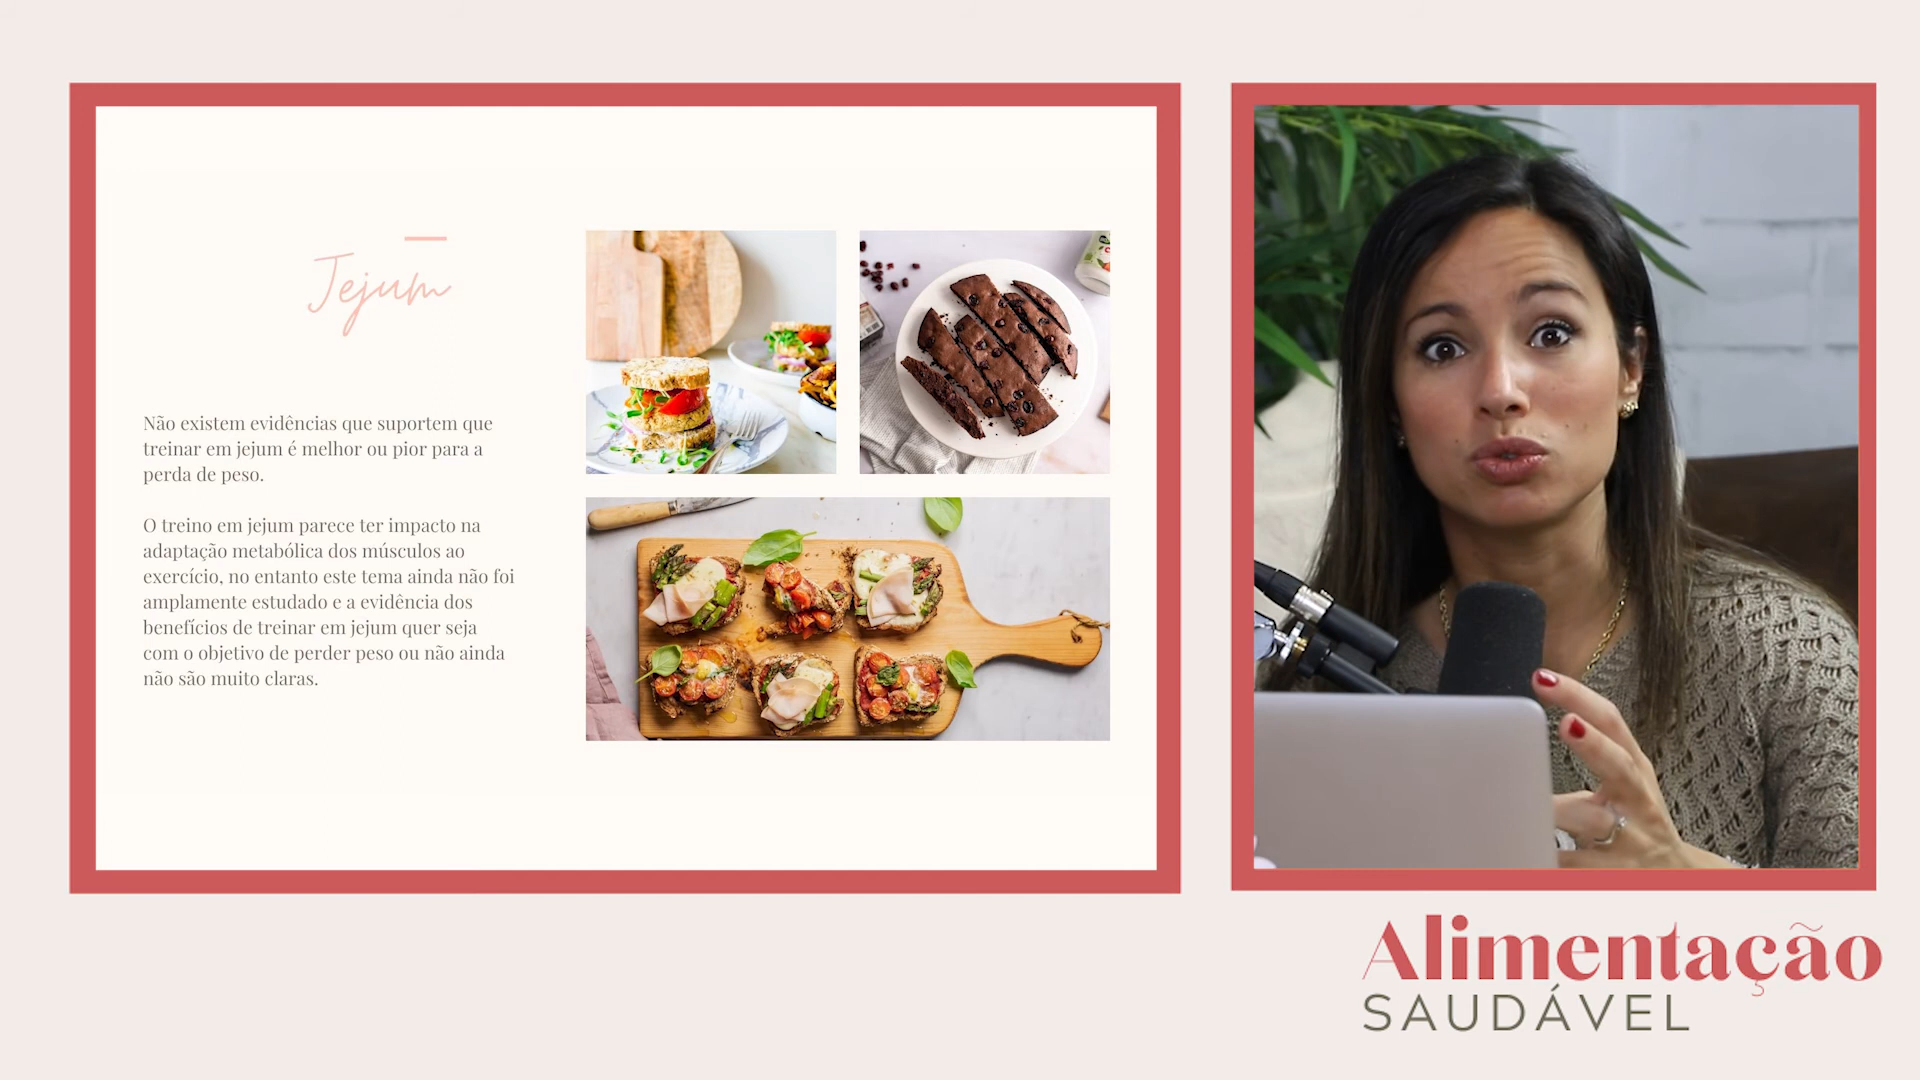 Jejum
Não existem evidências que suportem que
treinar em jejum é melhor ou pior para a
perda de peso.
O treino em jejum parece ter impacto na
adaptação metabólica dos músculos ao
exercício, no entanto este tema ainda não foi
amplamente estudado e a evidência dos
benefícios de treinar em jejum quer seja
com o objetivo de perder peso ou não ainda
não são muito claras.
Alimentação
SAUDÁVEL